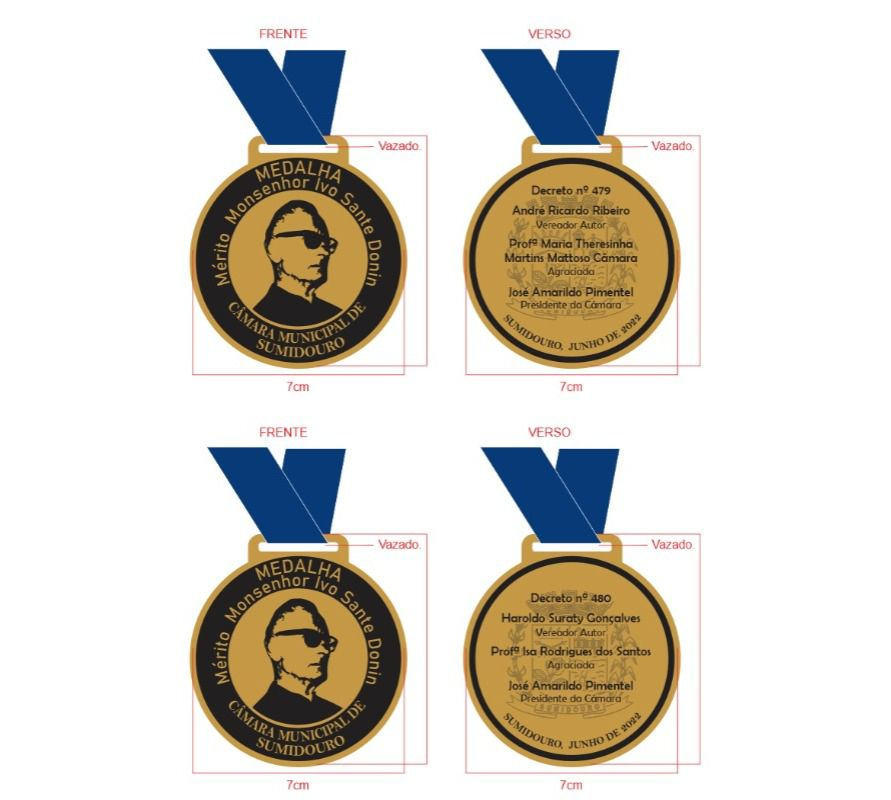 FRENTE
VERSO
Vazado.
Vazado.
MEDALHA
Mérito Monsenhor Ivo Sante Donin
CÂMARA MUNICIPAL DE
SUMIDOURO
Decreto nº 479
André Ricardo Ribeiro
Vereador Autor
Profª Maria Theresinha
Martins Mattoso Câmara
Agraciada
José Amarildo Pimentel
Presidente da Câmara
SUMIDOURO, JUNHO DE 2022
7cm
7cm
FRENTE
VERSO
Vazado.
Vazado.
MEDALHA
Mérito Monsenhor Ivo Sante Donin
CÂMARA MUNICIPAL DE
SUMIDOURO
Decreto nº 480
Haroldo Suraty Gonçalves
Vereador Autor
Profª Isa Rodrigues dos Santos
Agraciada
José Amarildo Pimentel
Presidente da Câmara
SUMIDOURO
SUMIDOURO, JUNHO DE 2022
7cm
7cm